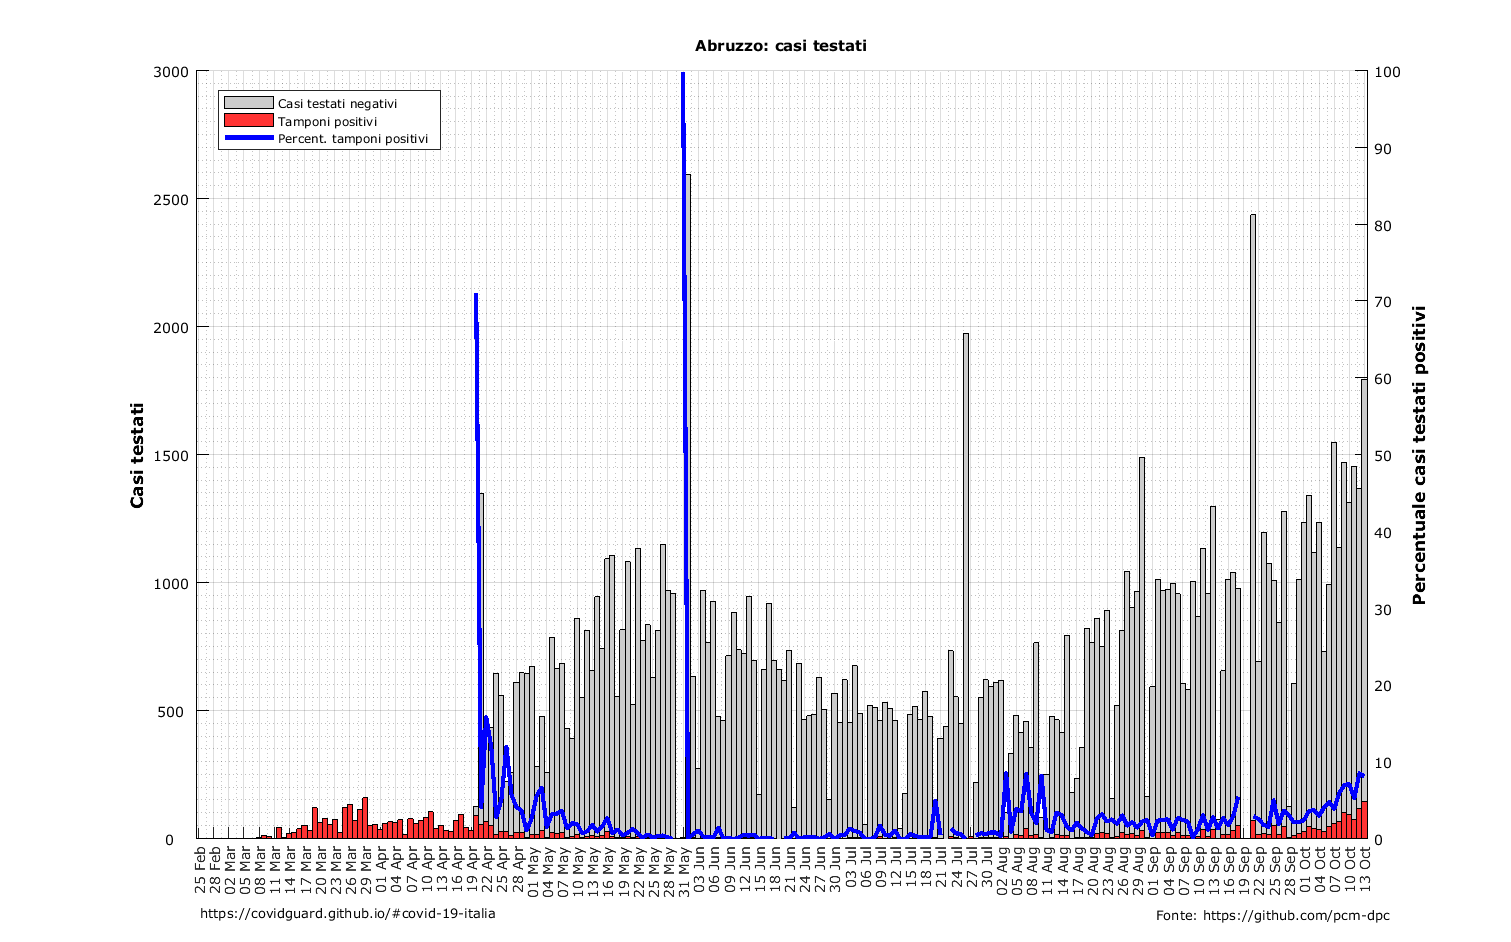 Abruzzo: casi testati
3000
2500
2000
1500
1000
500
0
Casi testati
Casi testati negativi
Tamponi positivi
Percent. tamponi positivi
100
90
80
70
60
50
40
30
20
10
0
Percentuale casi testati positivi
25 Feb
28 Feb
02 Mar
05 Mar
08 Mar
11 Mar
14 Mar
17 Mar
20 Mar
23 Mar
26 Mar
29 Mar
01 Apr
04 Apr
07 Apr
10 Apr
13 Apr
16 Apr
19 Apr
22 Apr
25 Apr
28 Apr
01 May
04 May
07 May
10 May
13 May
16 May
19 May
22 May
25 May
28 May
31 May
03 Jun
06 Jun
09 Jun
12 Jun
15 Jun
18 Jun
21 Jun
24 Jun
27 Jun
30 Jun
03 Jul
06 Jul
09 Jul
12 Jul
15 Jul
18 Jul
21 Jul
24 Jul
27 Jul
30 Jul
02 Aug
05 Aug
08 Aug
11 Aug
14 Aug
17 Aug
20 Aug
23 Aug
26 Aug
29 Aug
01 Sep
04 Sep
07 Sep
10 Sep
13 Sep
16 Sep
19 Sep
22 Sep
25 Sep
28 Sep
01 Oct
04 Oct
07 Oct
10 Oct
13 Oct
https://covidguard.github.io/#covid-19-italia
Fonte: https://github.com/pcm-dpc